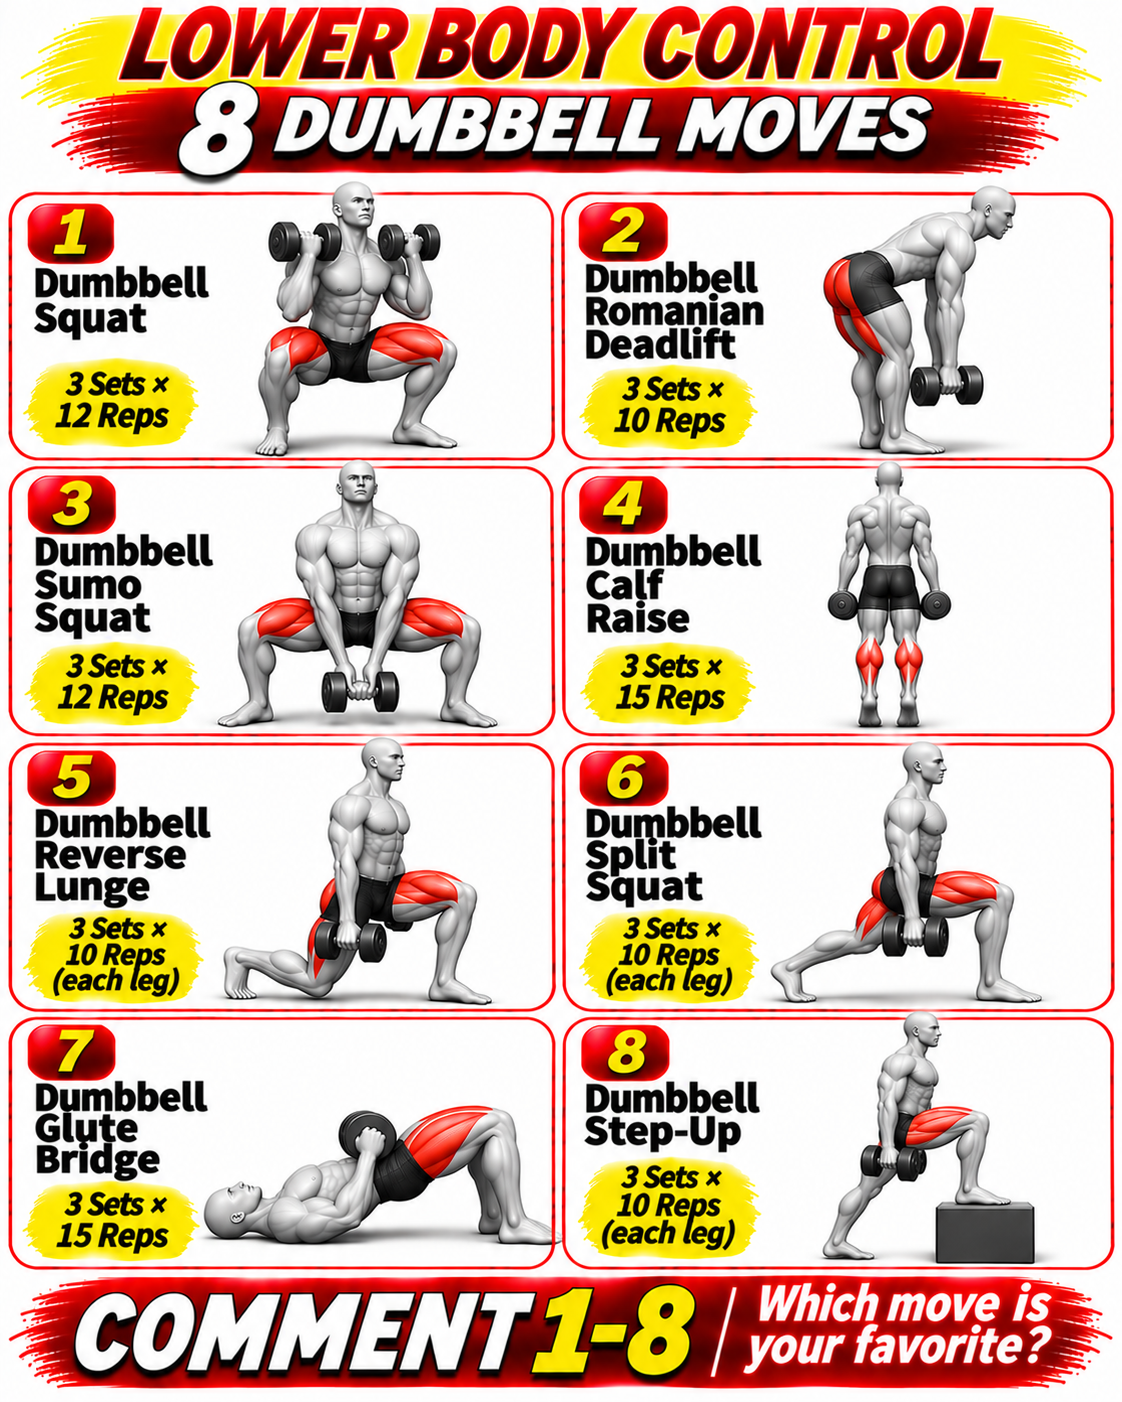 LOWER BODY CONTROL
8 DUMBBELL MOVES
1
Dumbbell
Squat
3 Sets ×
12 Reps
2
Dumbbell
Romanian
Deadlift
3 Sets ×
10 Reps
3
Dumbbell
Sumo
Squat
3 Sets ×
12 Reps
4
Dumbbell
Calf
Raise
3 Sets ×
15 Reps
5
Dumbbell
Reverse
Lunge
3 Sets ×
10 Reps
(each leg)
6
Dumbbell
Split
Squat
3 Sets ×
10 Reps
(each leg)
7
Dumbbell
Glute
Bridge
3 Sets ×
15 Reps
8
Dumbbell
Step-Up
3 Sets ×
10 Reps
(each leg)
COMMENT 1-8
Which move is
your favorite?